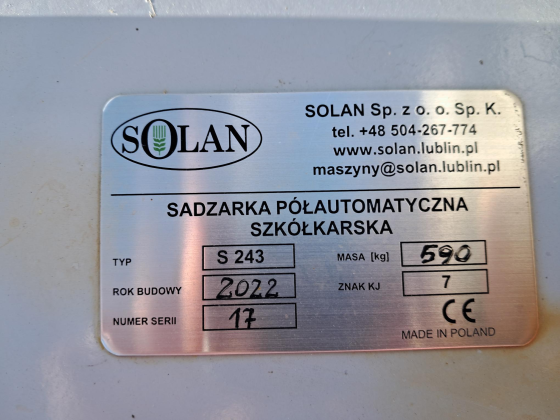 SOLAN
SOLAN Sp. z o. o. Sp. K.
tel. +48 504-267-774
www.solan.lublin.pl
maszyny@solan.lublin.pl
SADZARKA PÓŁAUTOMATYCZNA
SZKÓŁKARSKA
TYP S 243 MASA [kg] 590
ROK BUDOWY 2022 ZNAK KJ 7
NUMER SERII 17 CE
MADE IN POLAND